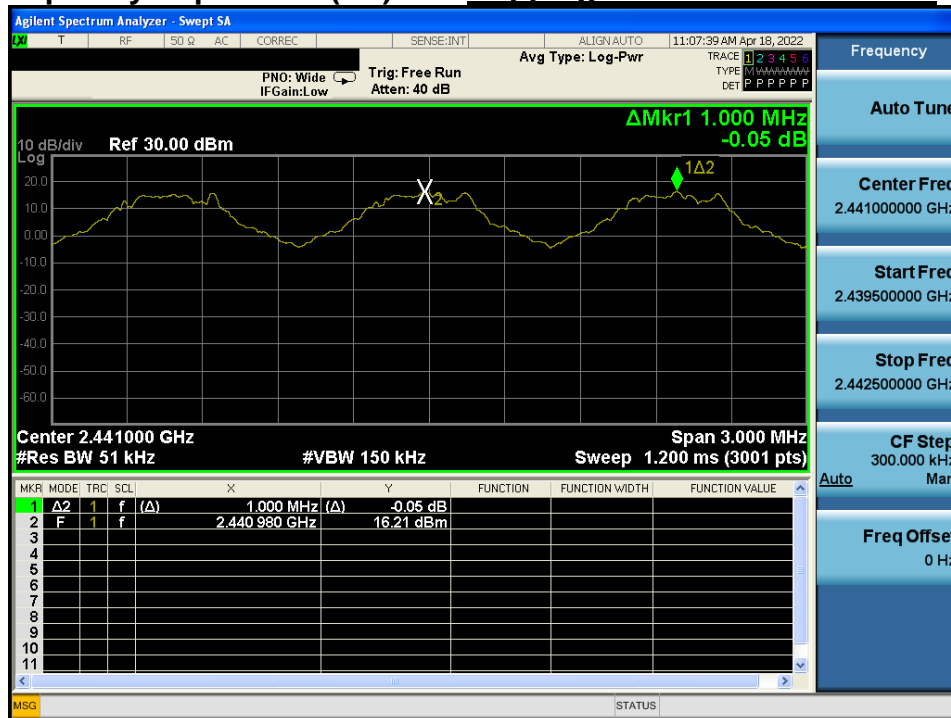 Agilent Spectrum Analyzer - Swept SA
LXI T RF 50 Ω AC CORREC SENSE:INT ALIGN AUTO 11:07:39 AM Apr 18, 2022
Frequency
Avg Type: Log-Pwr
TRACE 1 2 3 4 5 6
PNO: Wide Trig: Free Run
TYPE M W W W W W
IFGain:Low Atten: 40 dB
DET P P P P P P
Auto Tune
ΔMkr1 1.000 MHz
-0.05 dB
10 dB/div Ref 30.00 dBm
Log
1Δ2
X2
20.0
10.0
0.00
-10.0
-20.0
-30.0
-40.0
-50.0
-60.0
Center Freq
2.441000000 GHz
Start Freq
2.439500000 GHz
Stop Freq
2.442500000 GHz
Center 2.441000 GHz Span 3.000 MHz
#Res BW 51 kHz #VBW 150 kHz Sweep 1.200 ms (3001 pts)
CF Step
300.000 kHz
Auto Man
MKR MODE TRC SCL X Y FUNCTION FUNCTION WIDTH FUNCTION VALUE
1 Δ2 1 f (Δ) 1.000 MHz (Δ) -0.05 dB
2 F 1 f 2.440 980 GHz 16.21 dBm
3
4
5
6
7
8
9
10
11
Freq Offset
0 Hz
MSG STATUS